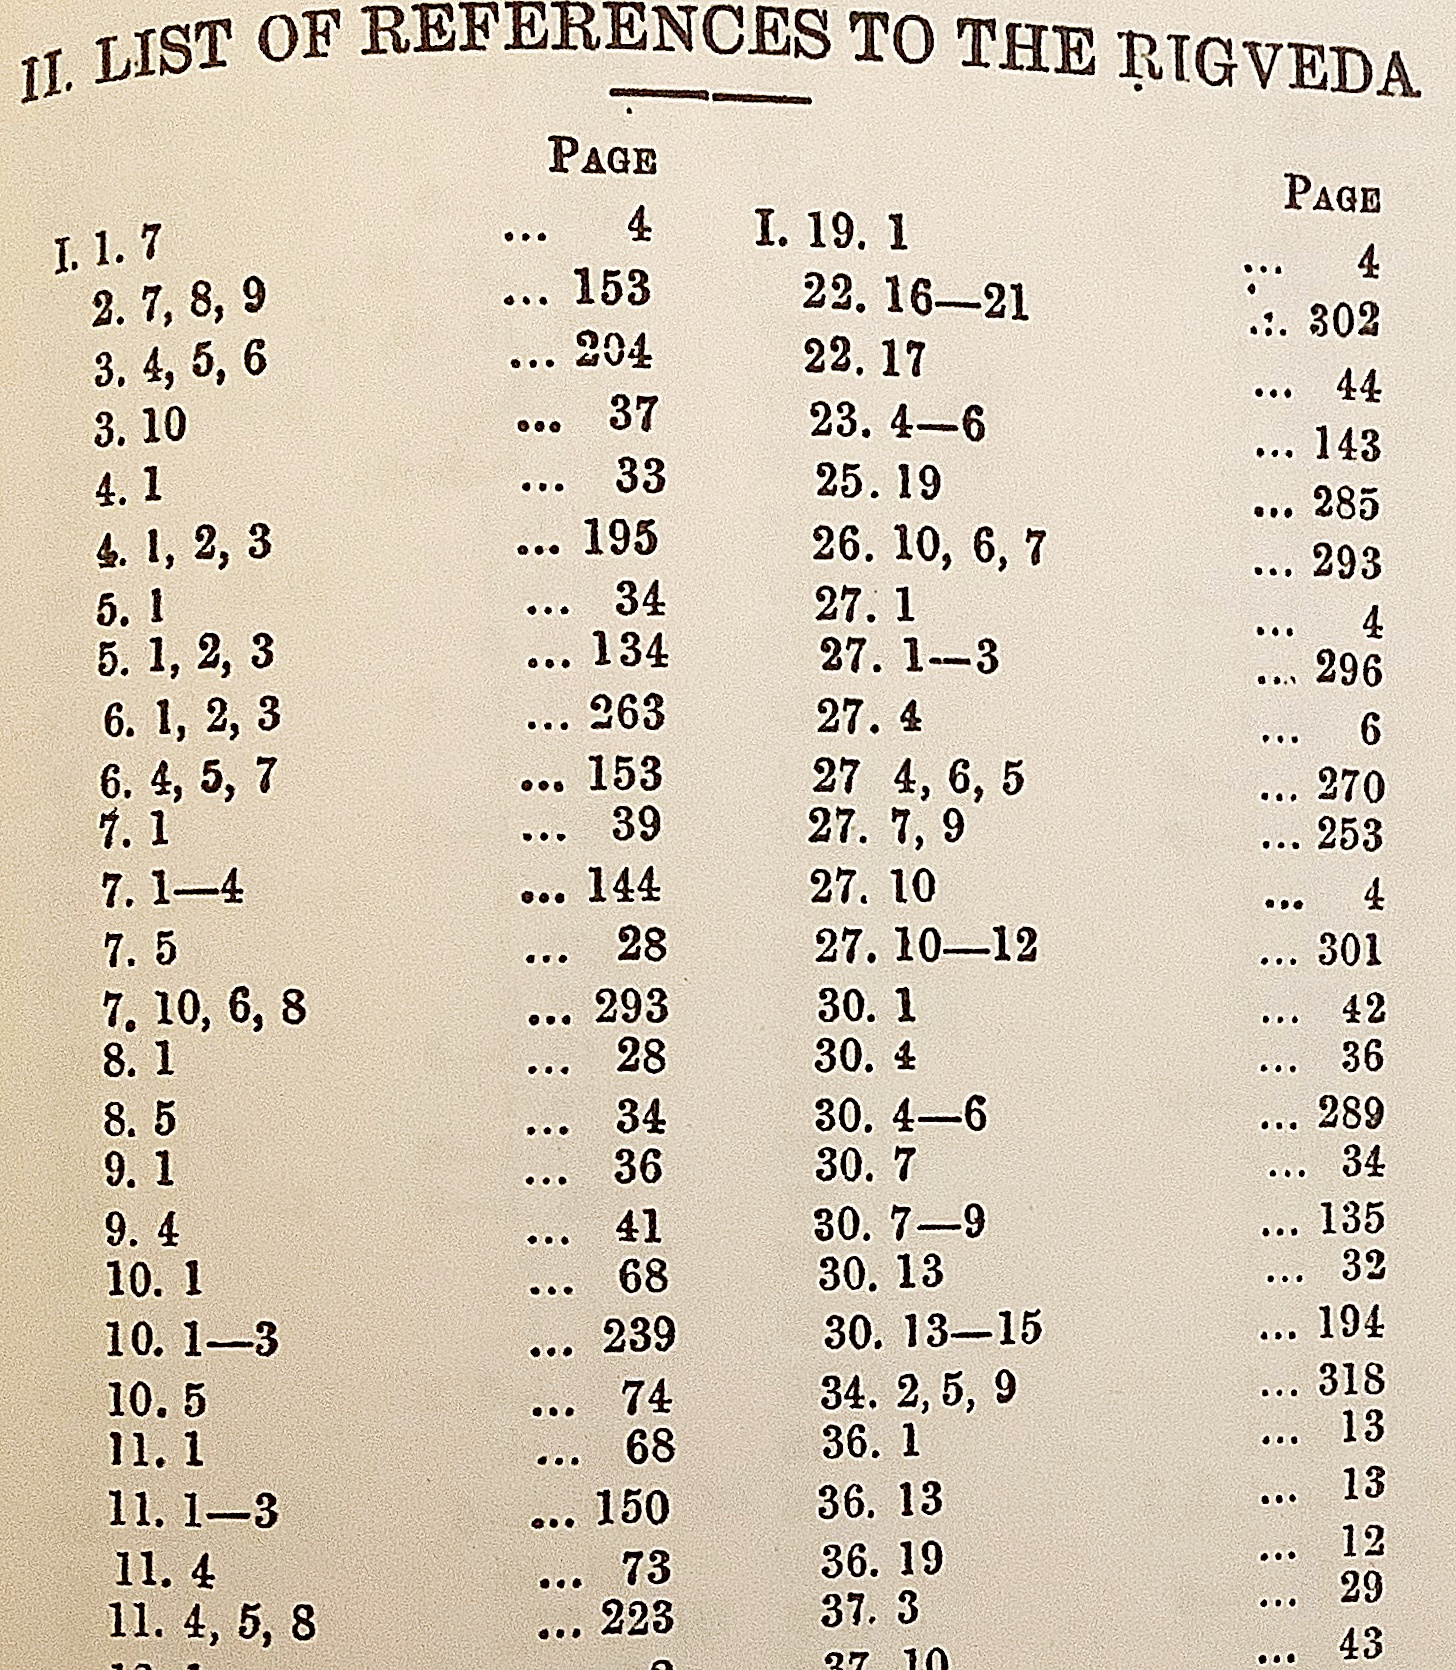 II. LIST OF REFERENCES TO THE ṚIGVEDA
PAGE
I. 1. 7 ... 4
2. 7, 8, 9 ... 153
3. 4, 5, 6 ... 204
3. 10 ... 37
4. 1 ... 33
4. 1, 2, 3 ... 195
5. 1 ... 34
5. 1, 2, 3 ... 134
6. 1, 2, 3 ... 263
6. 4, 5, 7 ... 153
7. 1 ... 39
7. 1—4 ... 144
7. 5 ... 28
7. 10, 6, 8 ... 293
8. 1 ... 28
8. 5 ... 34
9. 1 ... 36
9. 4 ... 41
10. 1 ... 68
10. 1—3 ... 239
10. 5 ... 74
11. 1 ... 68
11. 1—3 ... 150
11. 4 ... 73
11. 4, 5, 8 ... 223
PAGE
I. 19. 1 ... 4
22. 16—21 ... 302
22. 17 ... 44
23. 4—6 ... 143
25. 19 ... 285
26. 10, 6, 7 ... 293
27. 1 ... 4
27. 1—3 ... 296
27. 4 ... 6
27 4, 6, 5 ... 270
27. 7, 9 ... 253
27. 10 ... 4
27. 10—12 ... 301
30. 1 ... 42
30. 4 ... 36
30. 4—6 ... 289
30. 7 ... 34
30. 7—9 ... 135
30. 13 ... 32
30. 13—15 ... 194
34. 2, 5, 9 ... 318
36. 1 ... 13
36. 13 ... 13
36. 19 ... 12
37. 3 ... 29
37. 10 ... 43